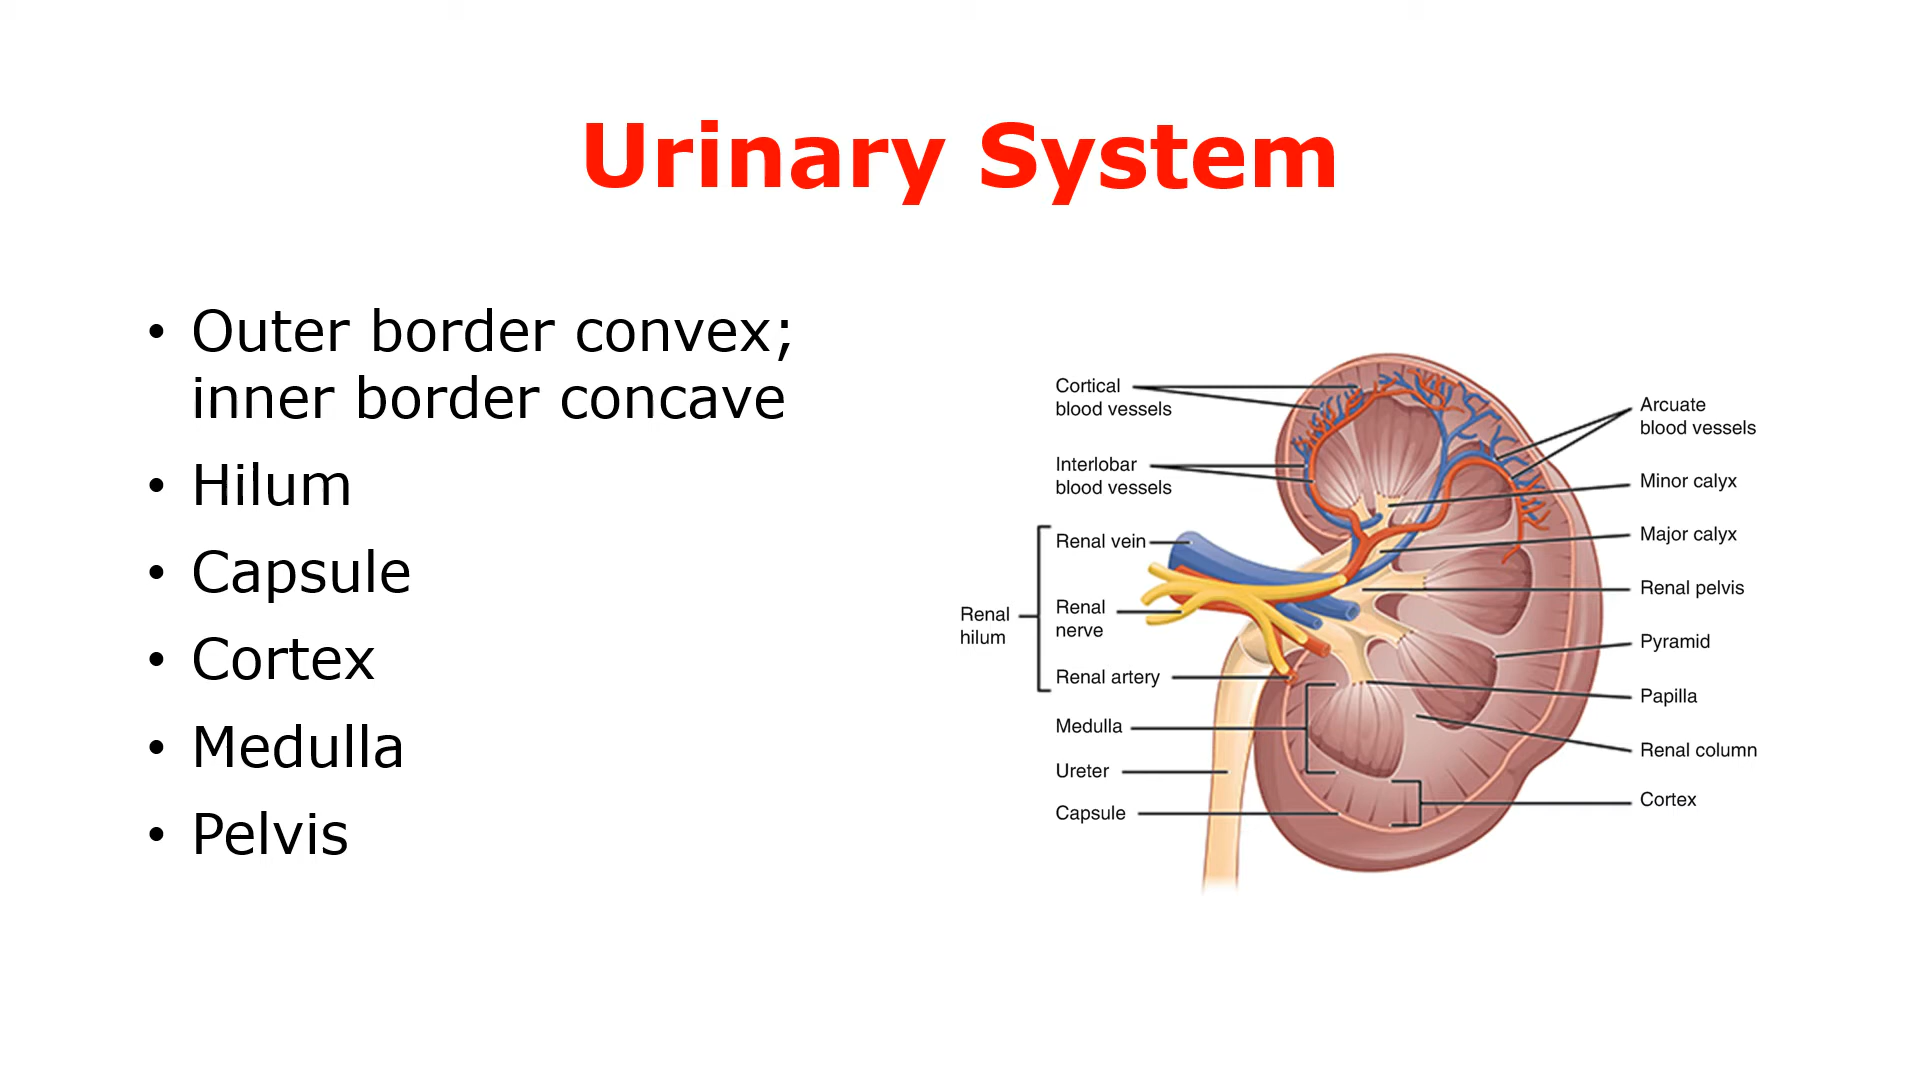 Urinary System
• Outer border convex;
inner border concave
• Hilum
• Capsule
• Cortex
• Medulla
• Pelvis
Cortical
blood vessels
Interlobar
blood vessels
Renal vein
Renal
hilum
Renal
nerve
Renal artery
Medulla
Ureter
Capsule
Arcuate
blood vessels
Minor calyx
Major calyx
Renal pelvis
Pyramid
Papilla
Renal column
Cortex